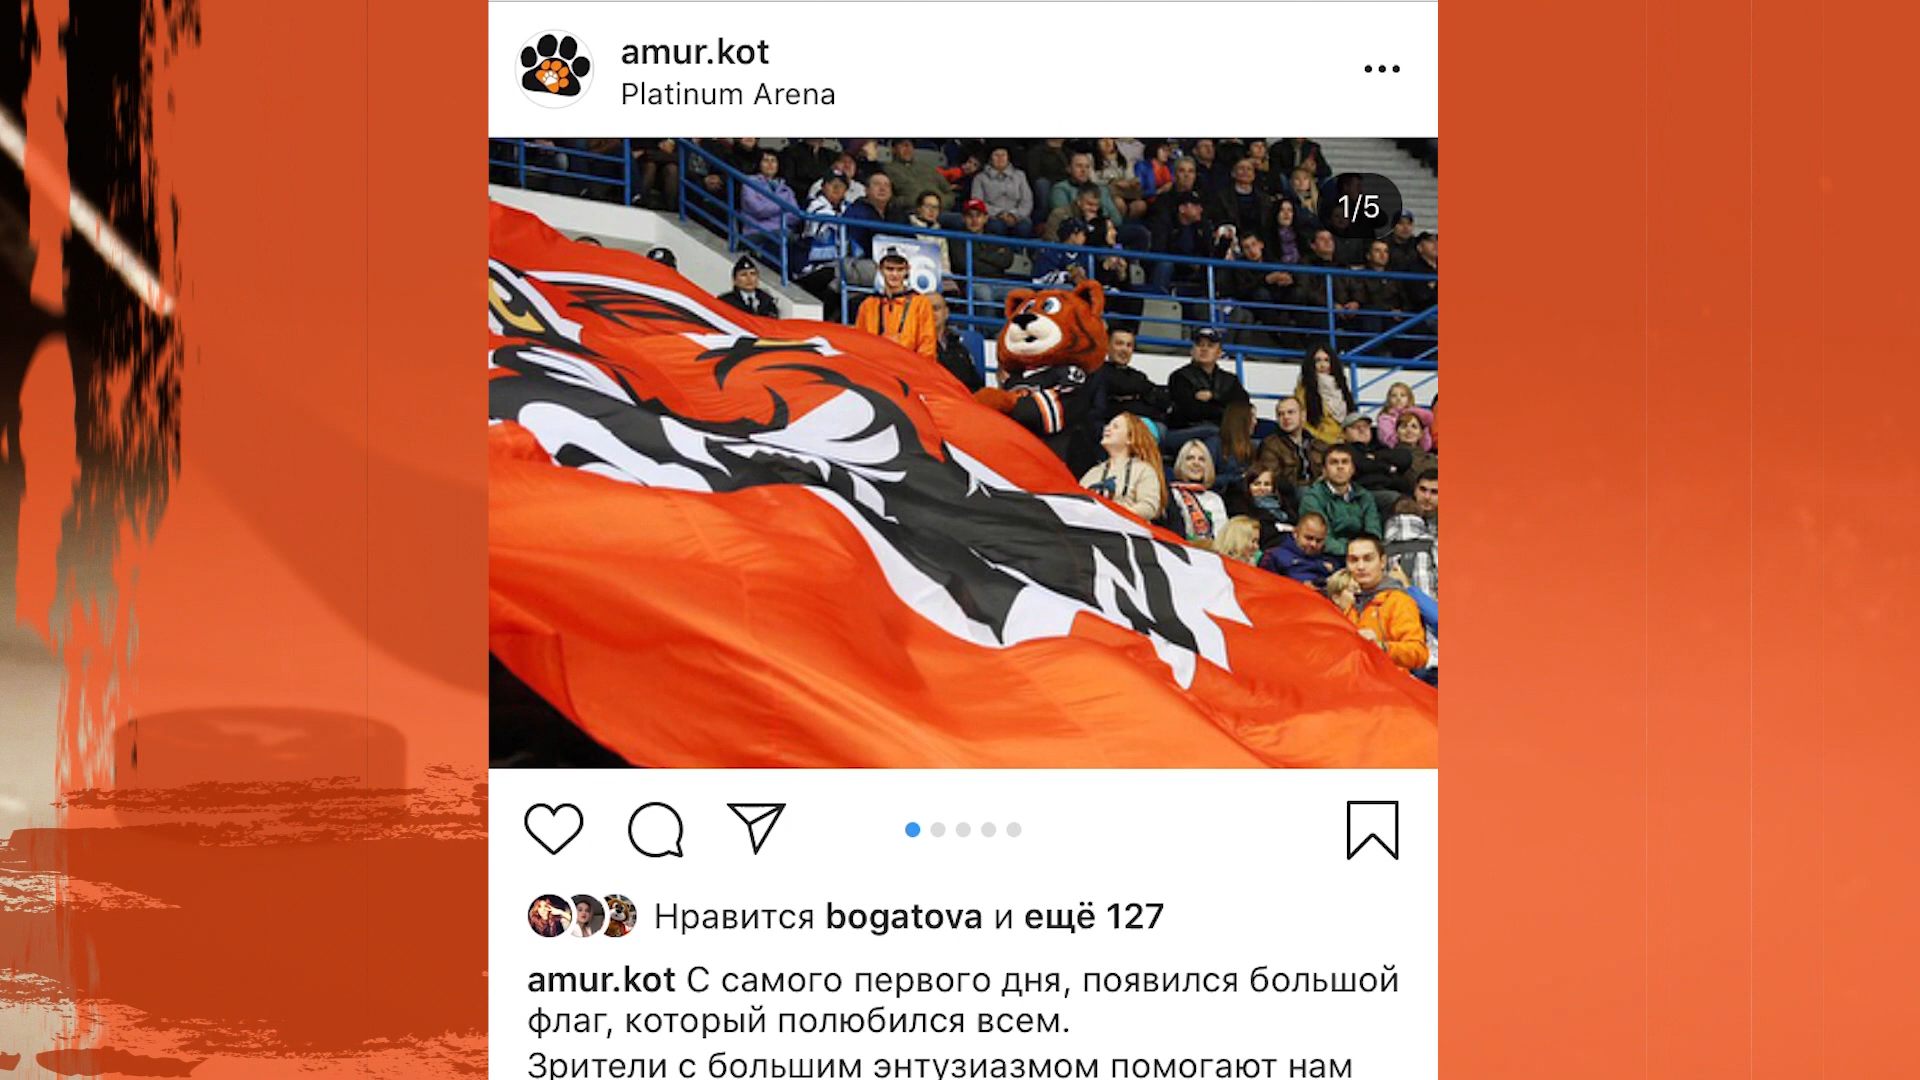 amur.kot
Platinum Arena
1/5
6
Нравится bogatova и ещё 127
amur.kot С самого первого дня, появился большой
флаг, который полюбился всем.
Зрители с большим энтузиазмом помогают нам